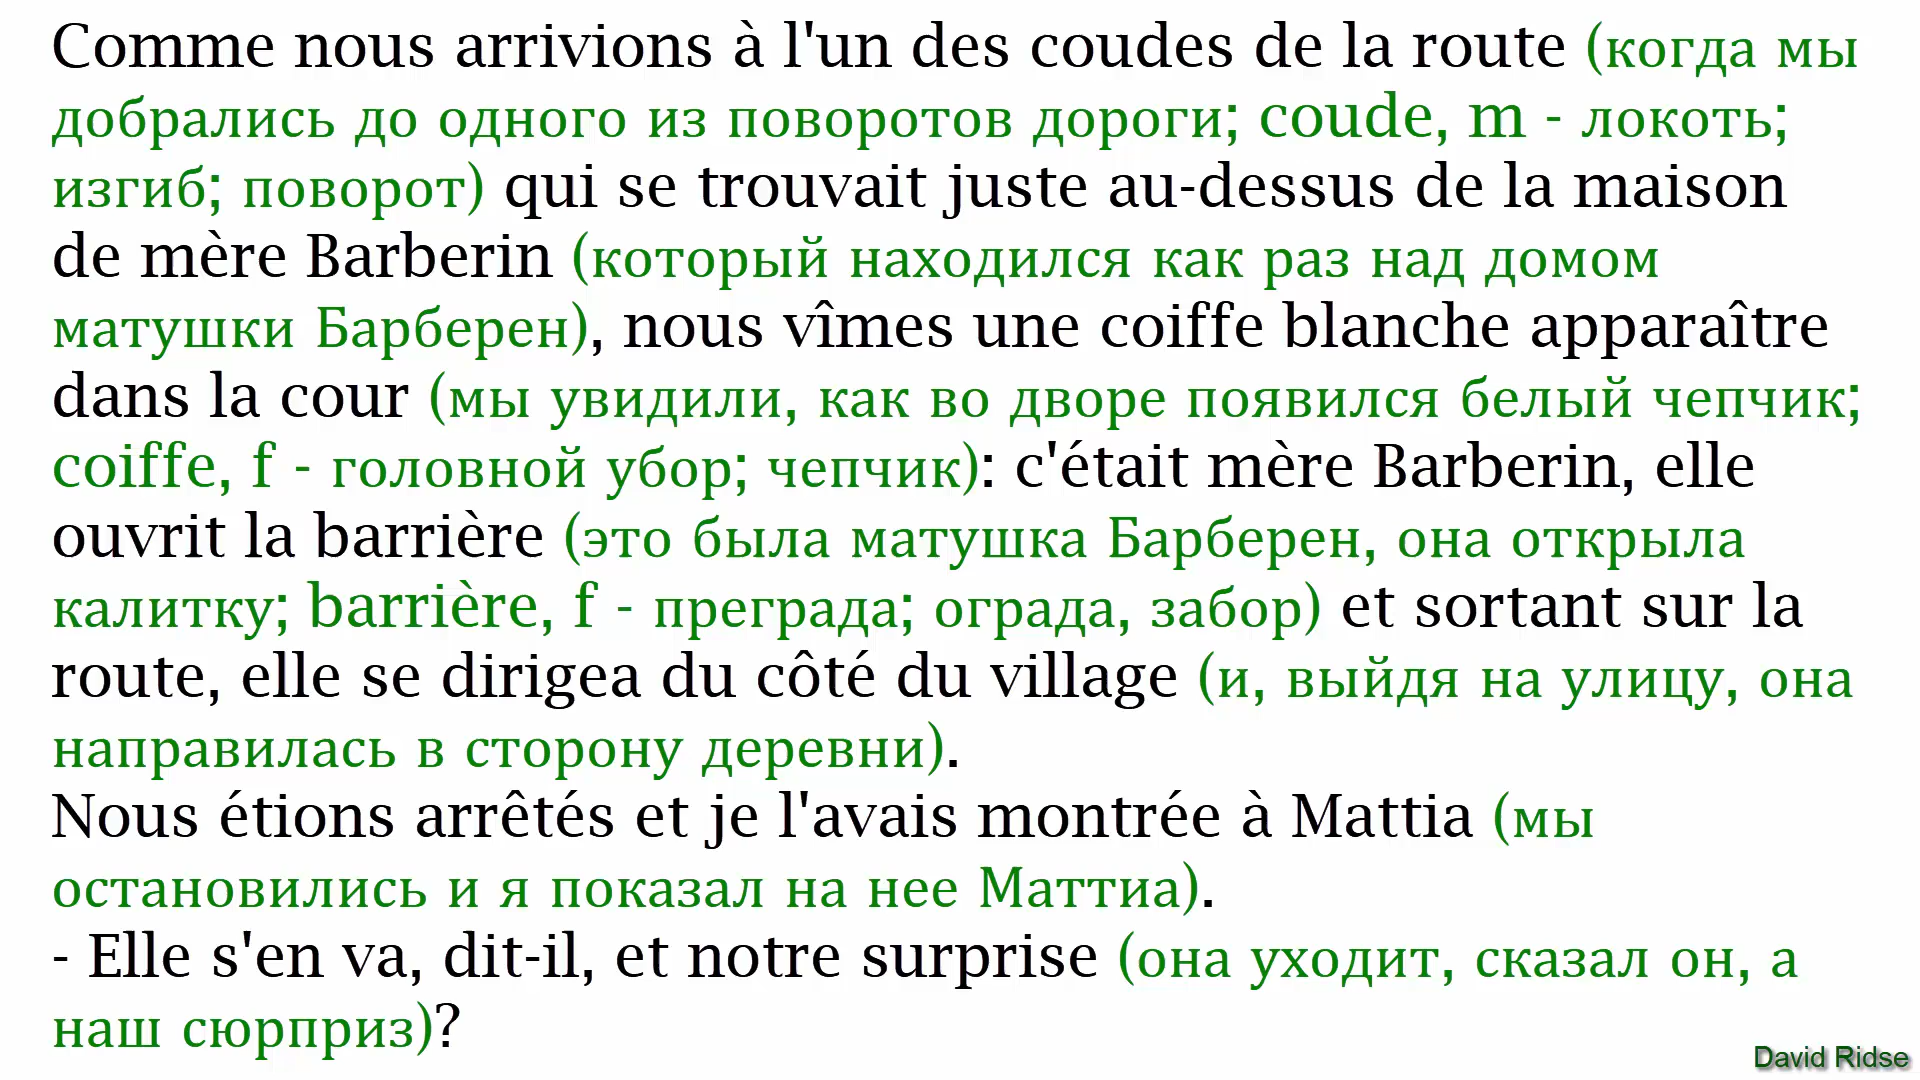 Comme nous arrivions à l'un des coudes de la route (когда мы
добрались до одного из поворотов дороги; coude, m - локоть;
изгиб; поворот) qui se trouvait juste au-dessus de la maison
de mère Barberin (который находился как раз над домом
матушки Барберен), nous vîmes une coiffe blanche apparaître
dans la cour (мы увидили, как во дворе появился белый чепчик;
coiffe, f - головной убор; чепчик): c'était mère Barberin, elle
ouvrit la barrière (это была матушка Барберен, она открыла
калитку; barrière, f - преграда; ограда, забор) et sortant sur la
route, elle se dirigea du côté du village (и, выйдя на улицу, она
направилась в сторону деревни).
Nous étions arrêtés et je l'avais montrée à Mattia (мы
остановились и я показал на нее Маттиа).
- Elle s'en va, dit-il, et notre surprise (она уходит, сказал он, а
наш сюрприз)?
David Ridse